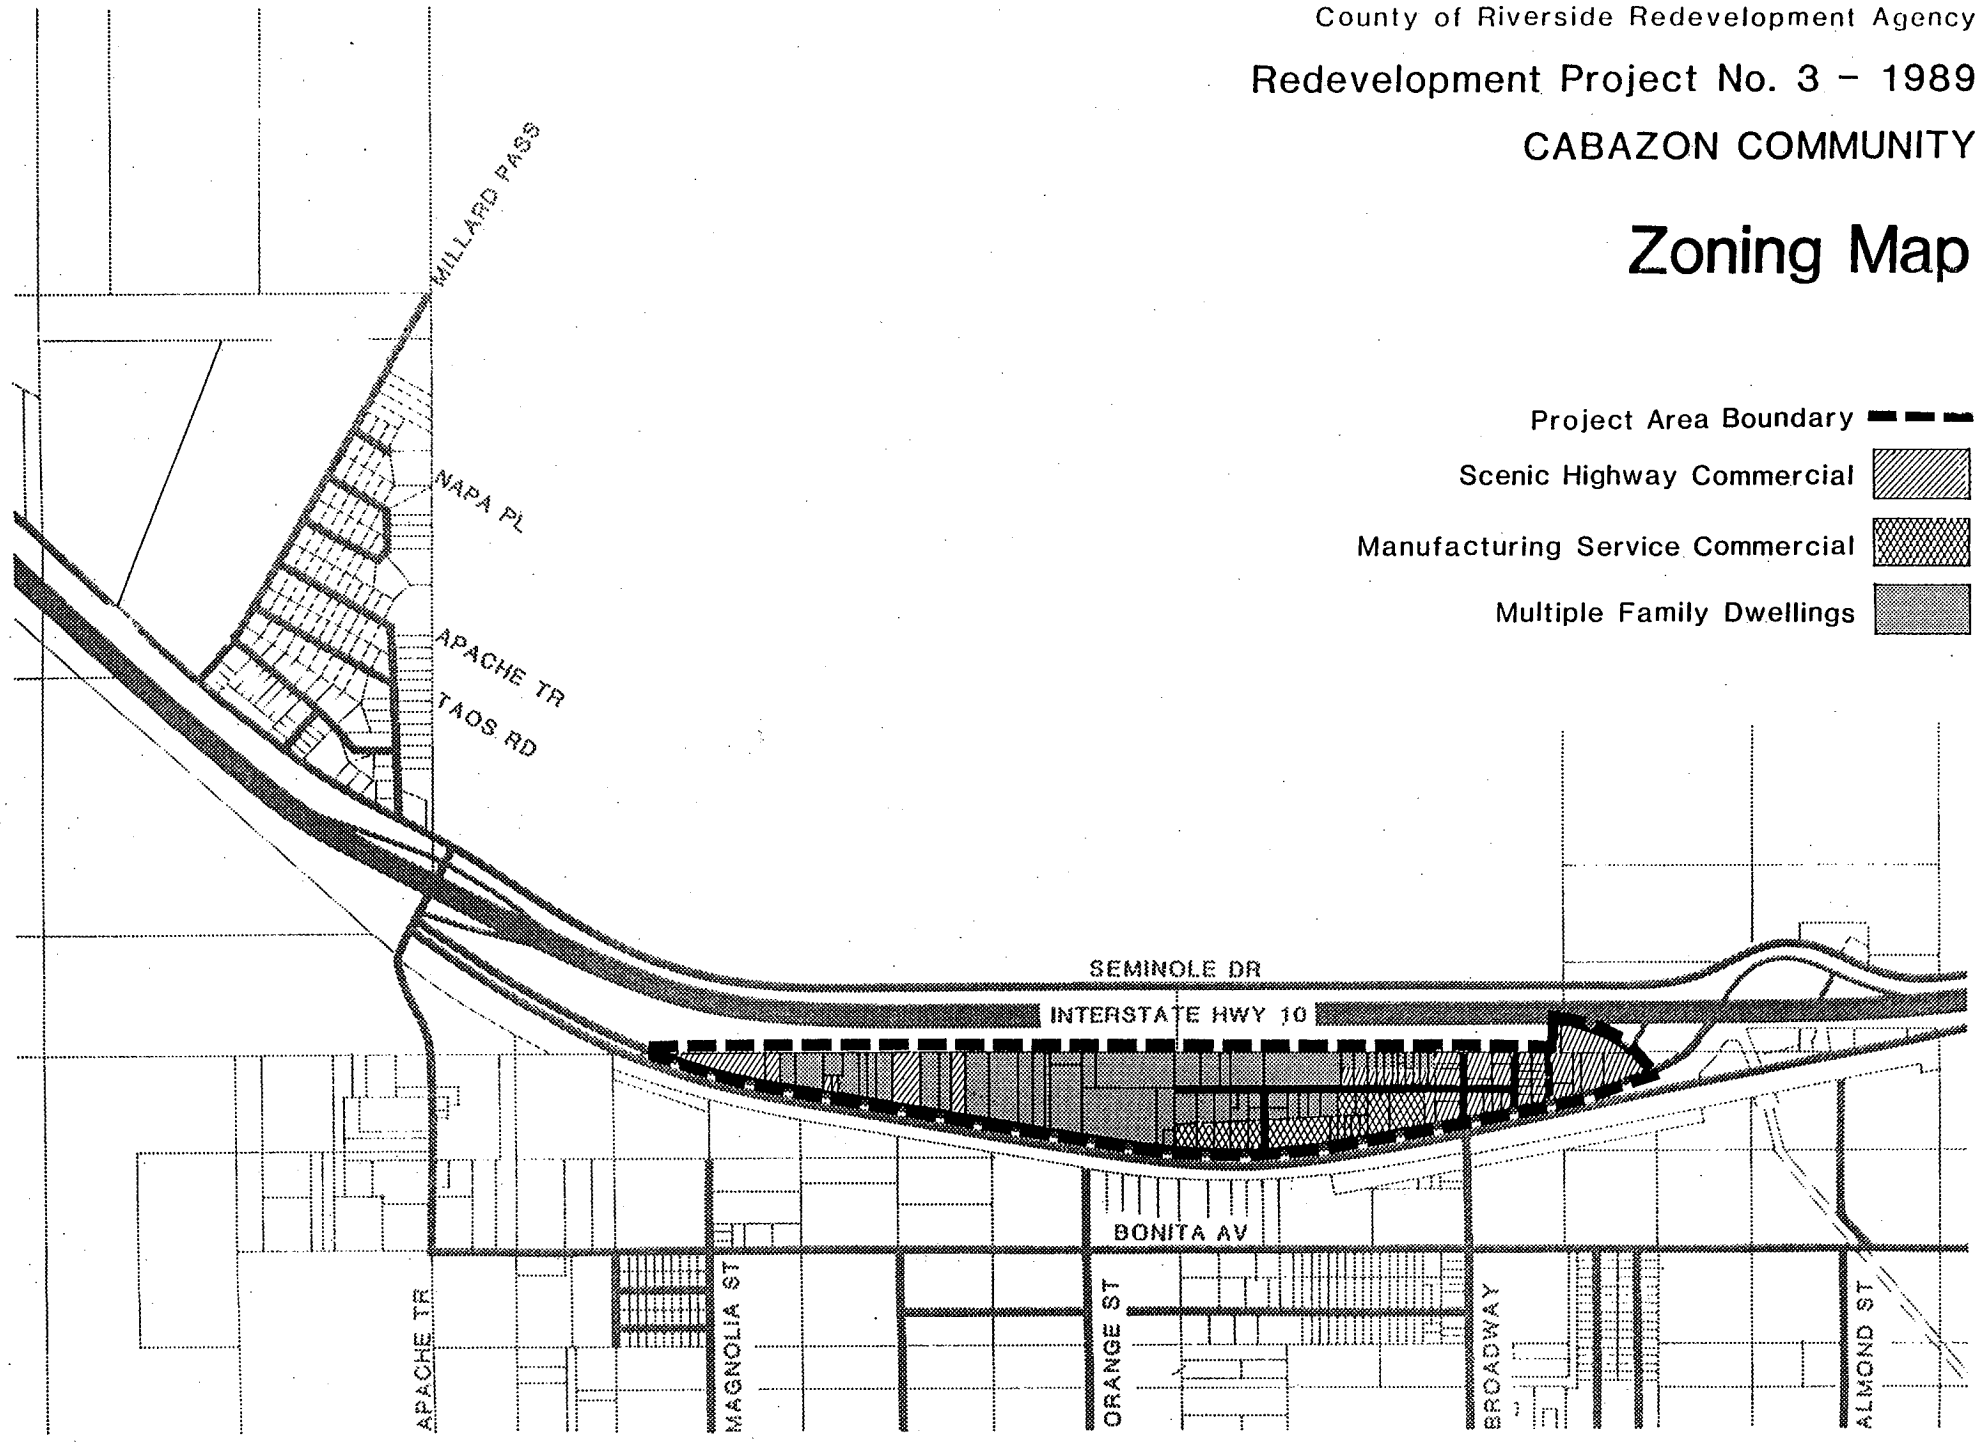 County of Riverside Redevelopment Agency
Redevelopment Project No. 3 - 1989
CABAZON COMMUNITY
Zoning Map
MILLARD PASS
Project Area Boundary
Scenic Highway Commercial
NAPA PL
Manufacturing Service Commercial
Multiple Family Dwellings
APACHE TR
TAOS RD
SEMINOLE DR
INTERSTATE HWY 10
BONITA AV
APACHE TR
MAGNOLIA ST
ORANGE ST
BROADWAY
ALMOND ST